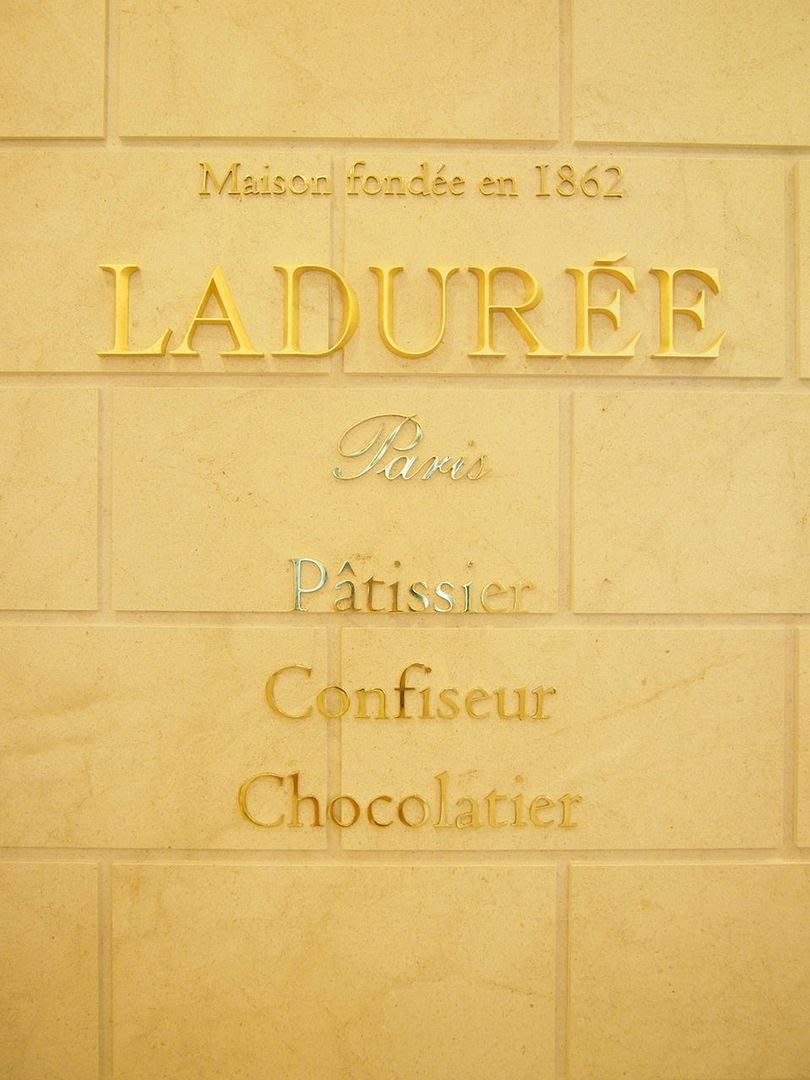 Maison fondée en 1862
LADURÉE
Paris
Pâtissier
Confiseur
Chocolatier